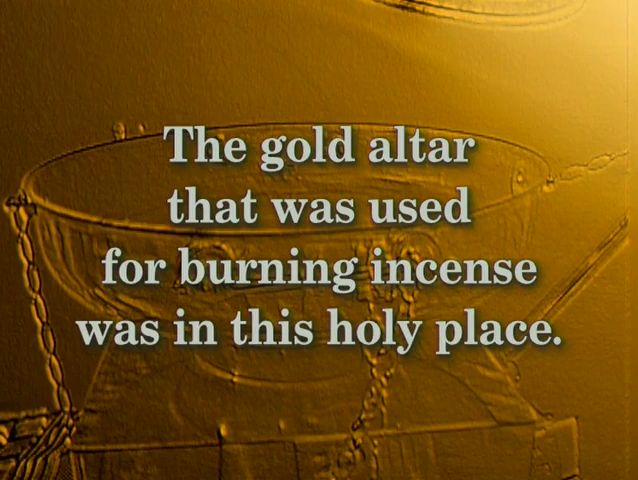 The gold altar
that was used
for burning incense
was in this holy place.